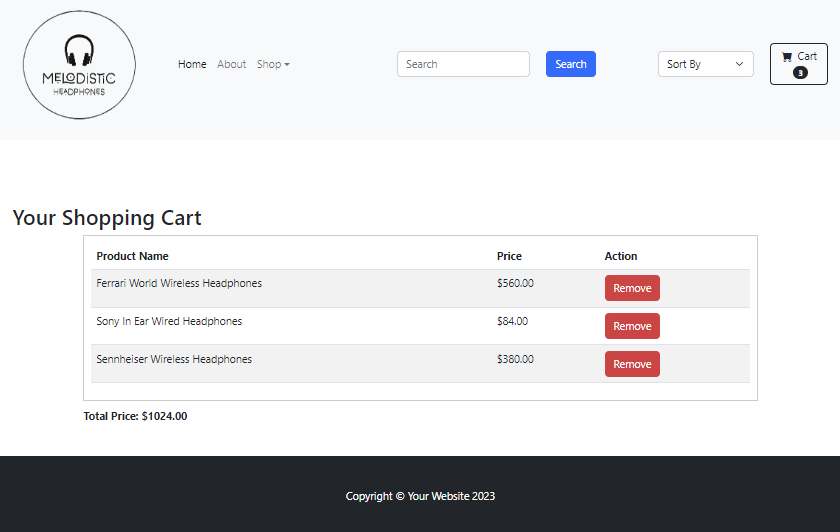 MELODiSTiC
HEADPHONES
Home About Shop
Search Search
Sort By
Cart
3
Your Shopping Cart
Product Name Price Action
Ferrari World Wireless Headphones $560.00 Remove
Sony In Ear Wired Headphones $84.00 Remove
Sennheiser Wireless Headphones $380.00 Remove
Total Price: $1024.00
Copyright © Your Website 2023